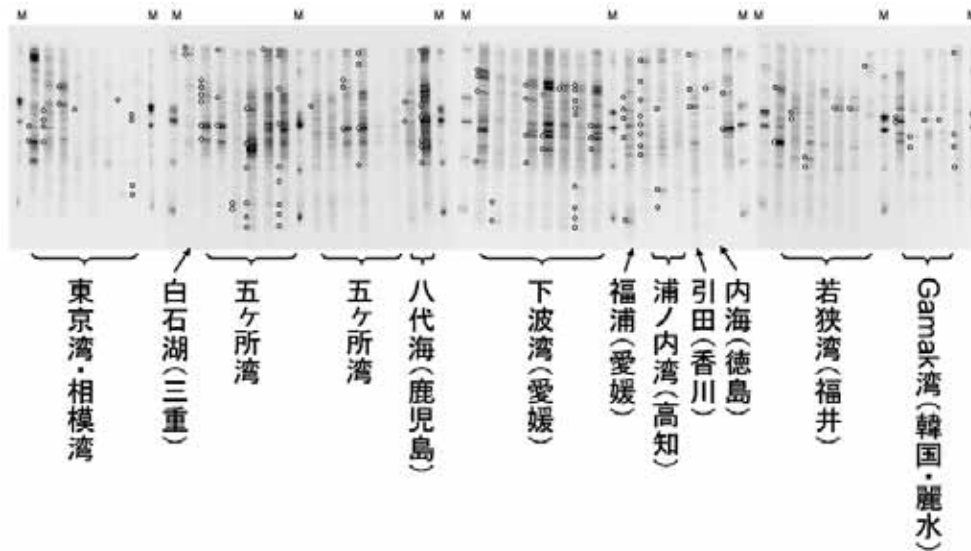 M M M M M M M M M M
東京湾・相模湾
白石湖(三重)
五ケ所湾
五ケ所湾
八代海(鹿児島)
下波湾(愛媛)
福浦(愛媛)
浦ノ内湾(高知)
引田(香川)
内海(徳島)
若狭湾(福井)
Gamak湾(韓国・麗水)